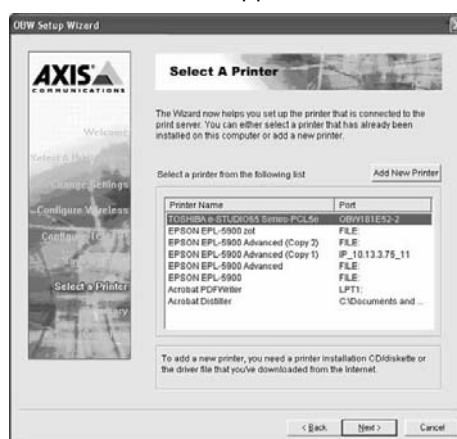 OBW Setup Wizard
AXIS
COMMUNICATIONS
Select A Printer
The Wizard now helps you set up the printer that is connected to the
print server. You can either select a printer that has already been
installed on this computer or add a new printer.
Welcome
Change Settings
Configure Wireless
Select a Printer
Select a printer from the following list
Add New Printer
Printer Name Port
TOSHIBA e-STUDIO65 Series-PCL5e OBW181E52-2
EPSON EPL-5900 zot FILE:
EPSON EPL-5900 Advanced (Copy 2) FILE:
EPSON EPL-5900 Advanced (Copy 1) IP_10.13.3.75_11
EPSON EPL-5900 Advanced FILE:
EPSON EPL-5900 FILE:
Acrobat PDFWriter LPT1:
Acrobat Distiller C:\Documents and ...
To add a new printer, you need a printer installation CD/diskette or
the driver file that you've downloaded from the Internet.
< Back Next > Cancel